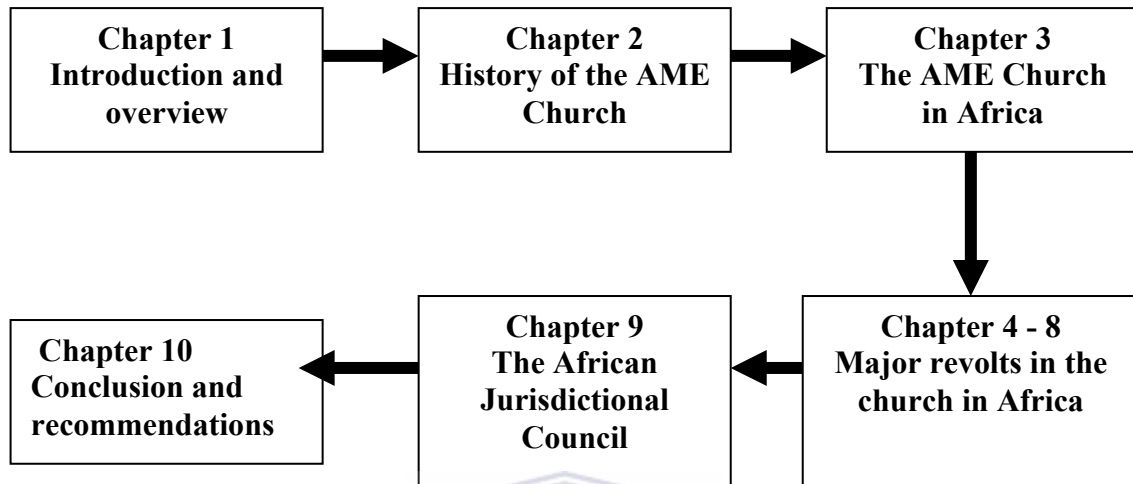 Chapter 1
Introduction and
overview
Chapter 2
History of the AME
Church
Chapter 3
The AME Church
in Africa
Chapter 4 - 8
Major revolts in the
church in Africa
Chapter 9
The African
Jurisdictional
Council
Chapter 10
Conclusion and
recommendations